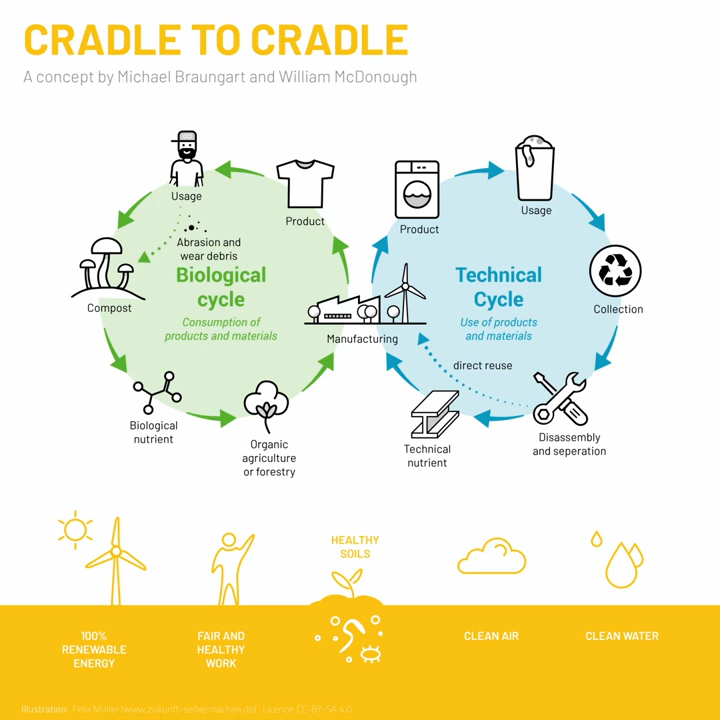 CRADLE TO CRADLE
A concept by Michael Braungart and William McDonough
Usage
Product
Abrasion and
wear debris
Biological
cycle
Consumption of
products and materials
Compost
Biological
nutrient
Organic
agriculture
or forestry
Manufacturing
Product
Usage
Technical
Cycle
Use of products
and materials
Collection
direct reuse
Disassembly
and seperation
Technical
nutrient
HEALTHY
SOILS
100%
RENEWABLE
ENERGY
FAIR AND
HEALTHY
WORK
CLEAN AIR
CLEAN WATER
Illustration: Felix Müller (www.zukunft-selbermachen.de) Licence CC-BY-SA 4.0